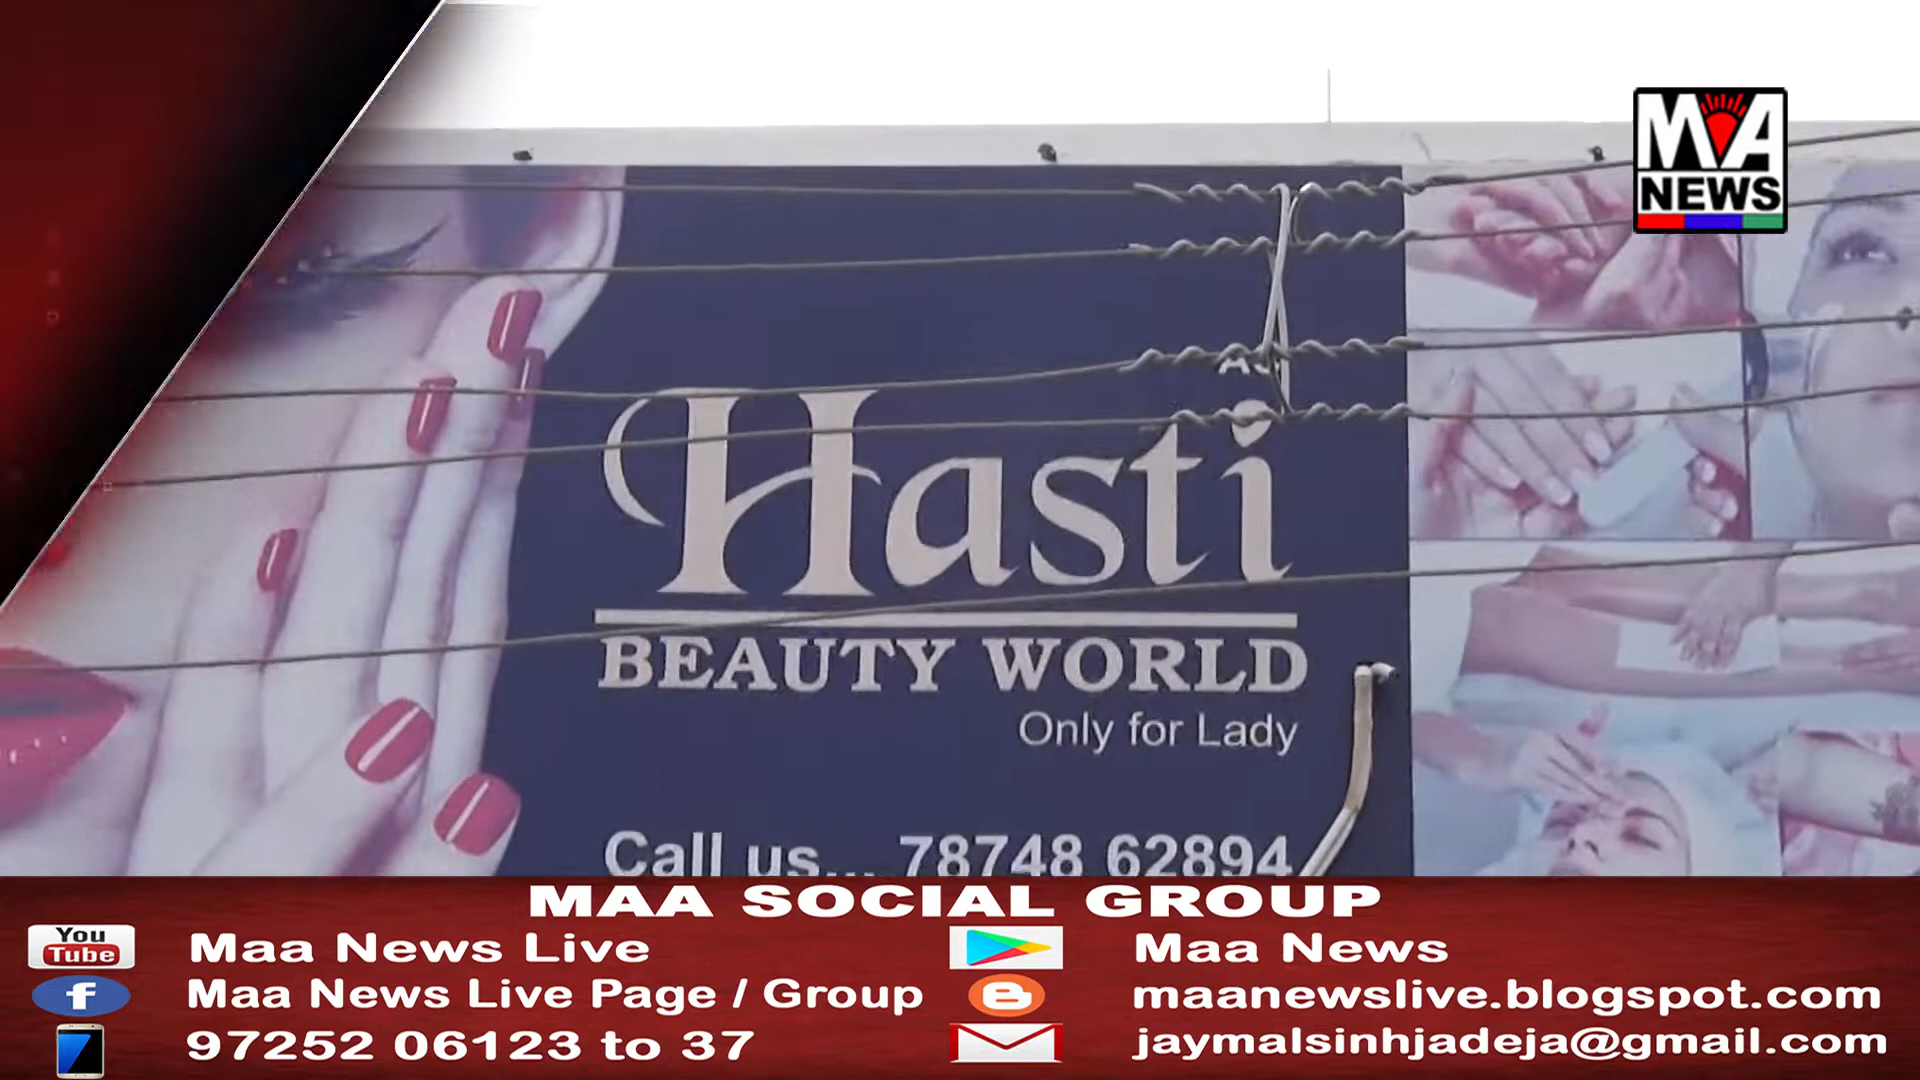 MAA
NEWS
Hasti
BEAUTY WORLD
Only for Lady
Call us... 78748 62894
MAA SOCIAL GROUP
You
Tube
Maa News Live
Maa News
f
Maa News Live Page / Group
maanewslive.blogspot.com
97252 06123 to 37
jaymalsinhjadeja@gmail.com